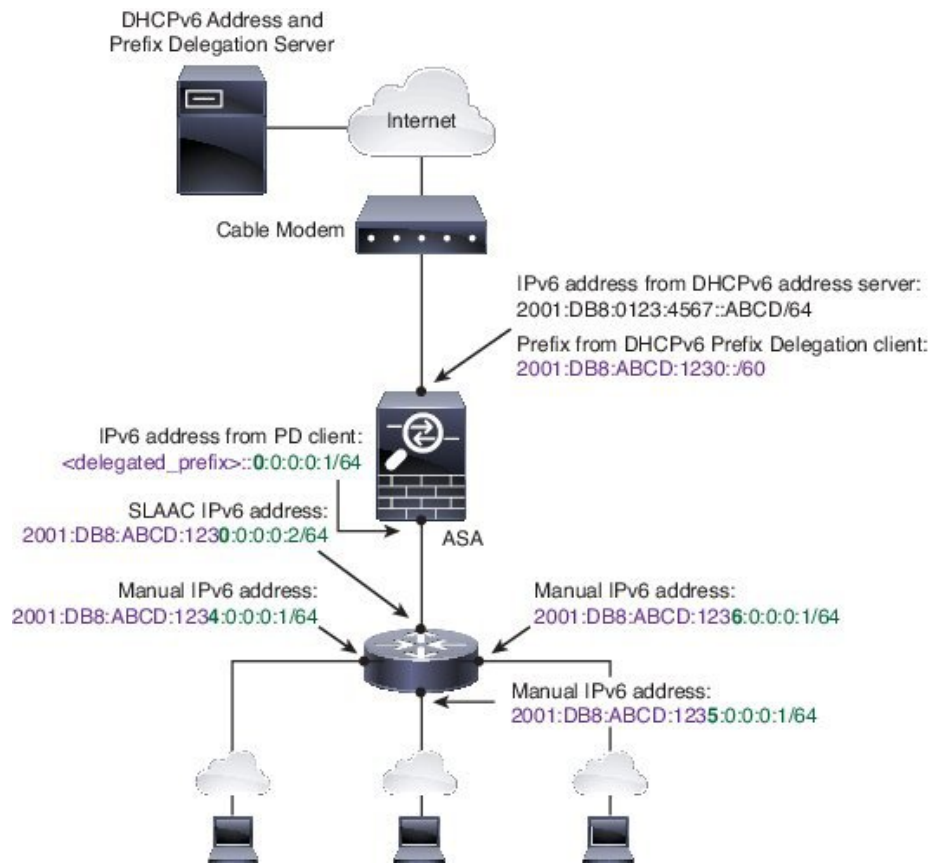 DHCPv6 Address and
Prefix Delegation Server
Internet
Cable Modem
IPv6 address from DHCPv6 address server:
2001:DB8:0123:4567::ABCD/64
Prefix from DHCPv6 Prefix Delegation client:
2001:DB8:ABCD:1230::/60
IPv6 address from PD client:
<delegated_prefix>::0:0:0:0:1/64
SLAAC IPv6 address:
2001:DB8:ABCD:1230:0:0:0:2/64
ASA
Manual IPv6 address:
2001:DB8:ABCD:1234:0:0:0:1/64
Manual IPv6 address:
2001:DB8:ABCD:1236:0:0:0:1/64
Manual IPv6 address:
2001:DB8:ABCD:1235:0:0:0:1/64